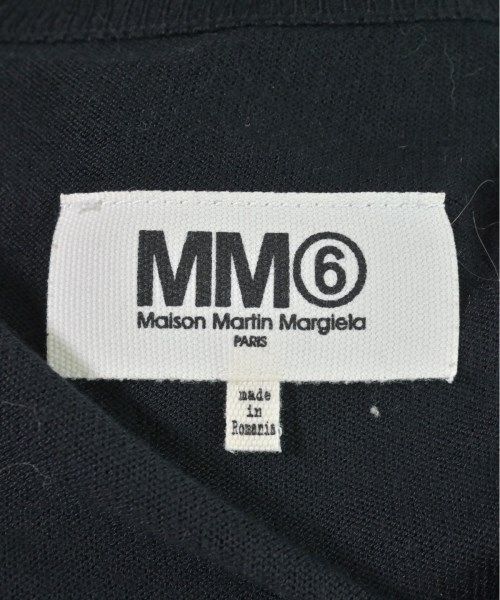 MM⑥
Maison Martin Margiela
PARIS
made
in
Romania